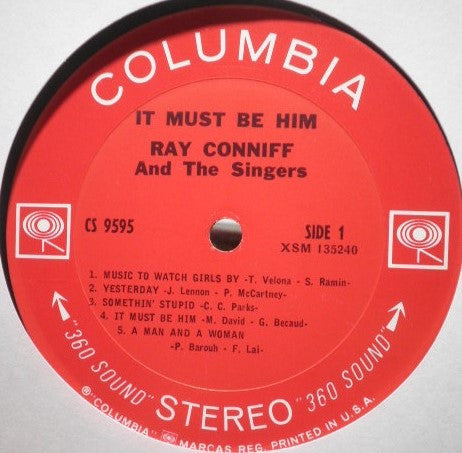 COLUMBIA
IT MUST BE HIM
RAY CONNIFF
And The Singers
CS 9595
SIDE 1
XSM 135240
1. MUSIC TO WATCH GIRLS BY -T. Velona - S. Ramin-
2. YESTERDAY -J. Lennon - P. McCartney-
3. SOMETHIN' STUPID -C. C. Parks-
4. IT MUST BE HIM -M. David - G. Becaud-
5. A MAN AND A WOMAN
-P. Barouh - F. Lai-
"360 SOUND" STEREO "360 SOUND"
® "COLUMBIA" MARCAS REG. PRINTED IN U.S.A.